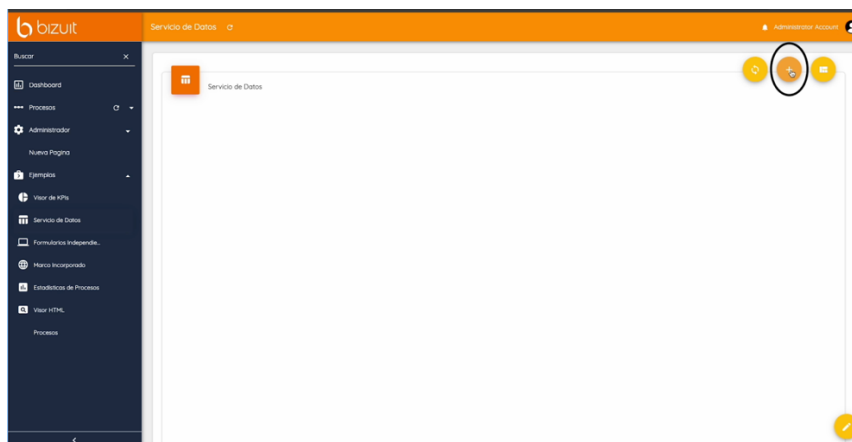 bizuit
Servicio de Datos
Administrator Account
Buscar
Servicio de Datos
Dashboard
Procesos
Administrador
Nueva Pagina
Ejemplos
Visor de KPIs
Servicio de Datos
Formularios Independie...
Marco Incorporado
Estadísticas de Procesos
Visor HTML
Procesos